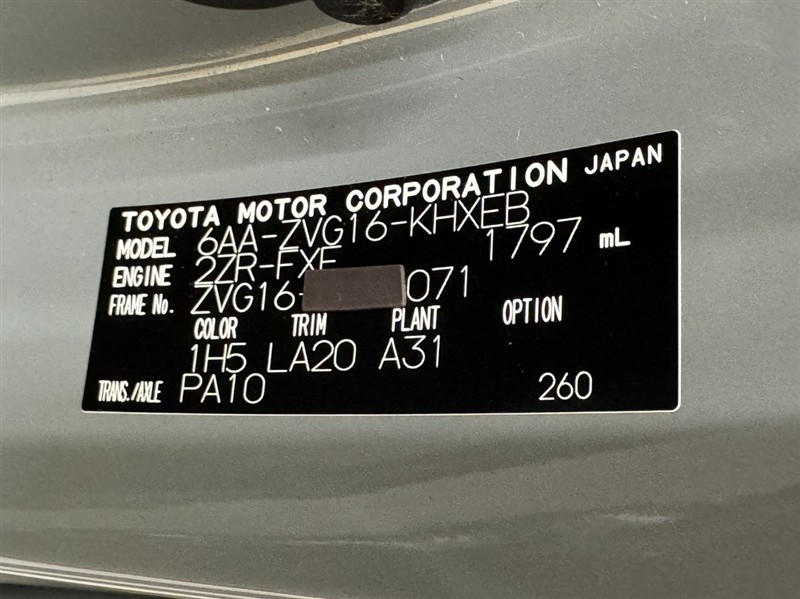 TOYOTA MOTOR CORPORATION JAPAN
MODEL 6AA-ZVG16-KHXEB
ENGINE 2ZR-FXE 1797 mL
FRAME No. ZVG16- 071
COLOR TRIM PLANT OPTION
1H5 LA20 A31
TRANS./AXLE PA10 260